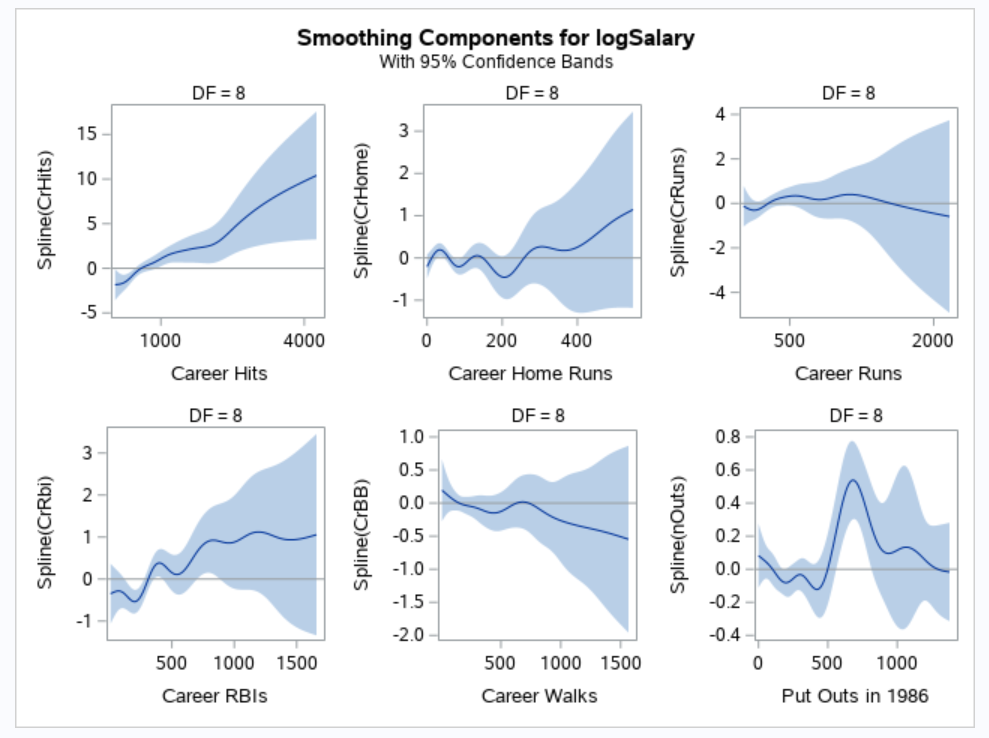 Smoothing Components for logSalary
With 95% Confidence Bands
DF = 8
DF = 8
DF = 8
Spline(CrHits)
15
10
5
0
-5
1000 4000
Career Hits
Spline(CrHome)
3
2
1
0
-1
0 200 400
Career Home Runs
Spline(CrRuns)
4
2
0
-2
-4
500 2000
Career Runs
DF = 8
DF = 8
DF = 8
Spline(CrRbi)
3
2
1
0
-1
500 1000 1500
Career RBIs
Spline(CrBB)
1.0
0.5
0.0
-0.5
-1.0
-1.5
-2.0
500 1000 1500
Career Walks
Spline(nOuts)
0.8
0.6
0.4
0.2
0.0
-0.2
-0.4
0 500 1000
Put Outs in 1986